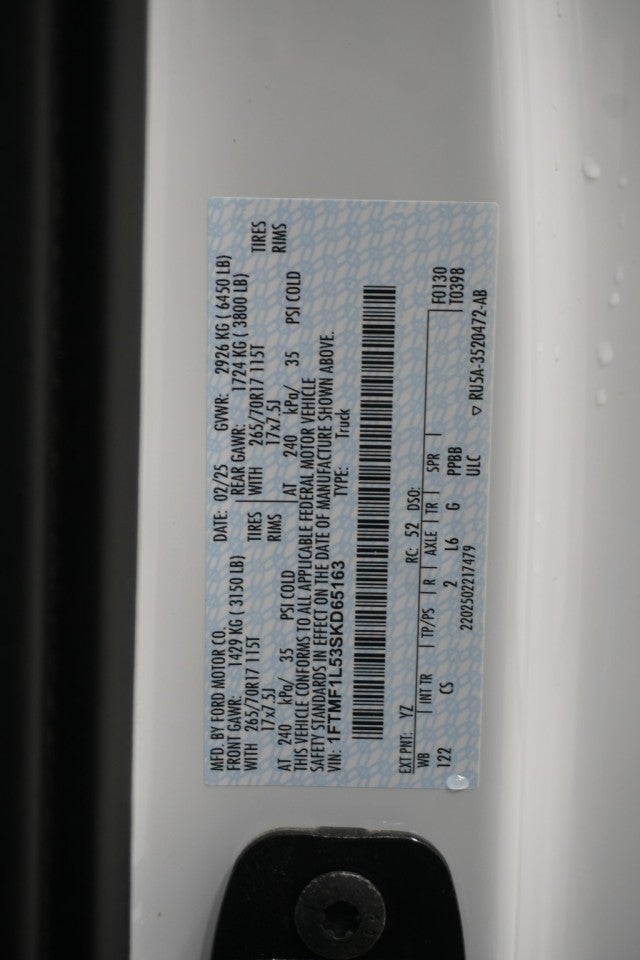 MFD. BY FORD MOTOR CO. DATE: 02/25 GVWR: 2926 KG ( 6450 LB)
FRONT GAWR: 1429 KG ( 3150 LB) REAR GAWR: 1724 KG ( 3800 LB)
WITH 265/70R17 115T TIRES WITH 265/70R17 115T TIRES
17x7.5J RIMS 17x7.5J RIMS
AT 240 kPa/ 35 PSI COLD AT 240 kPa/ 35 PSI COLD
THIS VEHICLE CONFORMS TO ALL APPLICABLE FEDERAL MOTOR VEHICLE
SAFETY STANDARDS IN EFFECT ON THE DATE OF MANUFACTURE SHOWN ABOVE.
VIN: 1FTMF1L53SKD65163 TYPE: Truck
EXT PNT: YZ RC: 52 DSO: F0130
WB INT TR TP/PS R AXLE TR SPR T0398
122 CS 2 L6 G PPBB
2202502217479 ULC ▽ RU5A-3520472-AB